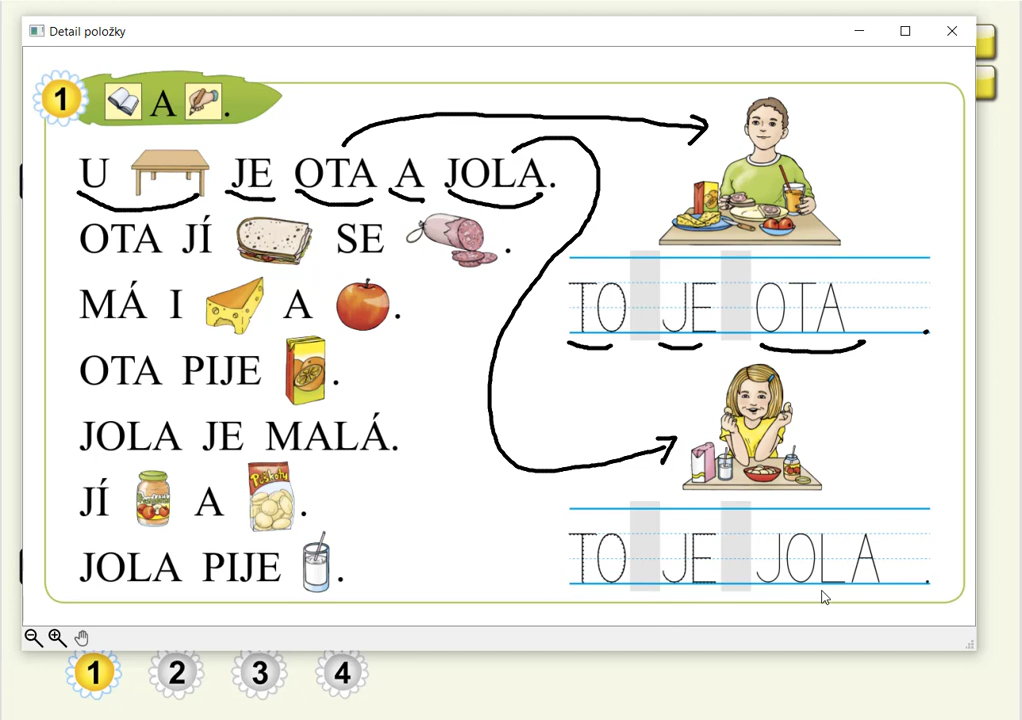 Detail položky
1 A .
U JE OTA A JOLA.
OTA JÍ SE .
MÁ I A .
OTA PIJE .
JOLA JE MALÁ.
JÍ Piškoty A .
JOLA PIJE .
TO JE OTA .
TO JE JOLA .
1 2 3 4